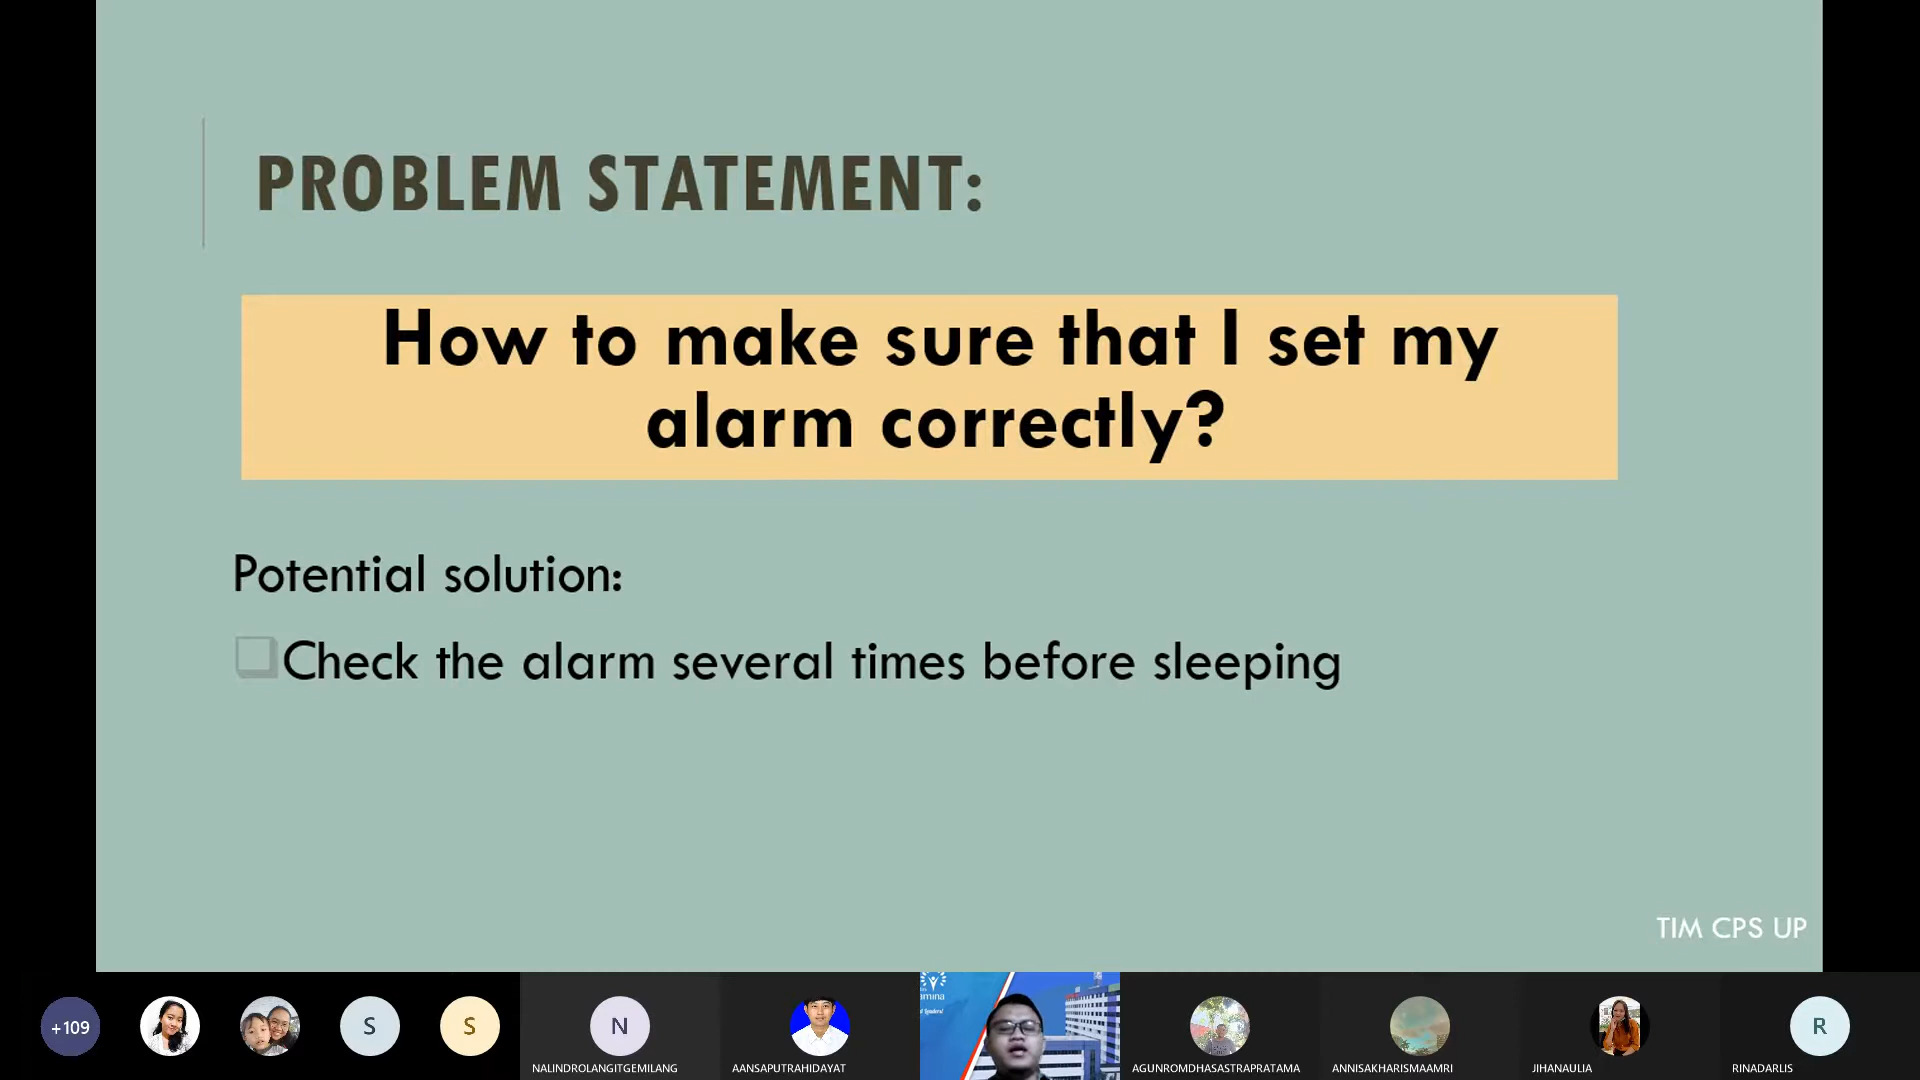 PROBLEM STATEMENT:
How to make sure that I set my
alarm correctly?
Potential solution:
Check the alarm several times before sleeping
TIM CPS UP
+109
S
S
N
R
NALINDROLANGITGEMILANG
AANSAPUTRAHIDAYAT
AGUNROMDHASASTRAPRATAMA
ANNISAKHARISMAAMRI
JIHANAULIA
RINADARLIS